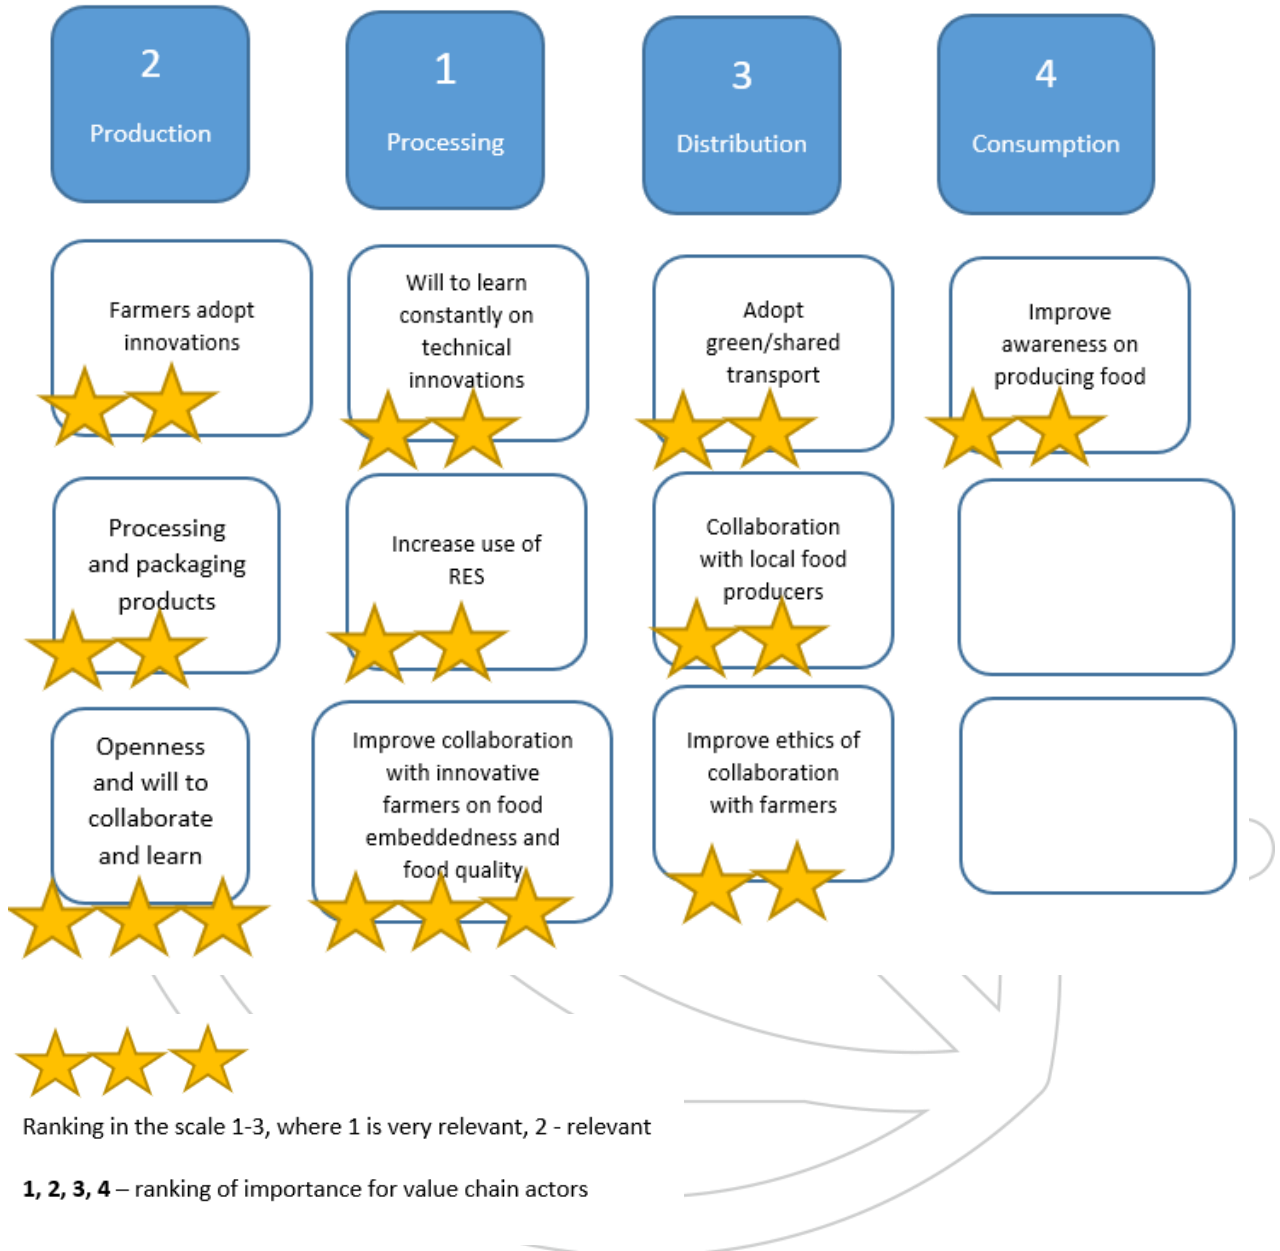 2
Production
1
Processing
3
Distribution
4
Consumption
Farmers adopt
innovations
Will to learn
constantly on
technical
innovations
Adopt
green/shared
transport
Improve
awareness on
producing food
Processing
and packaging
products
Increase use of
RES
Collaboration
with local food
producers
Openness
and will to
collaborate
and learn
Improve collaboration
with innovative
farmers on food
embeddedness and
food quality
Improve ethics of
collaboration
with farmers
Ranking in the scale 1-3, where 1 is very relevant, 2 - relevant
1, 2, 3, 4 – ranking of importance for value chain actors